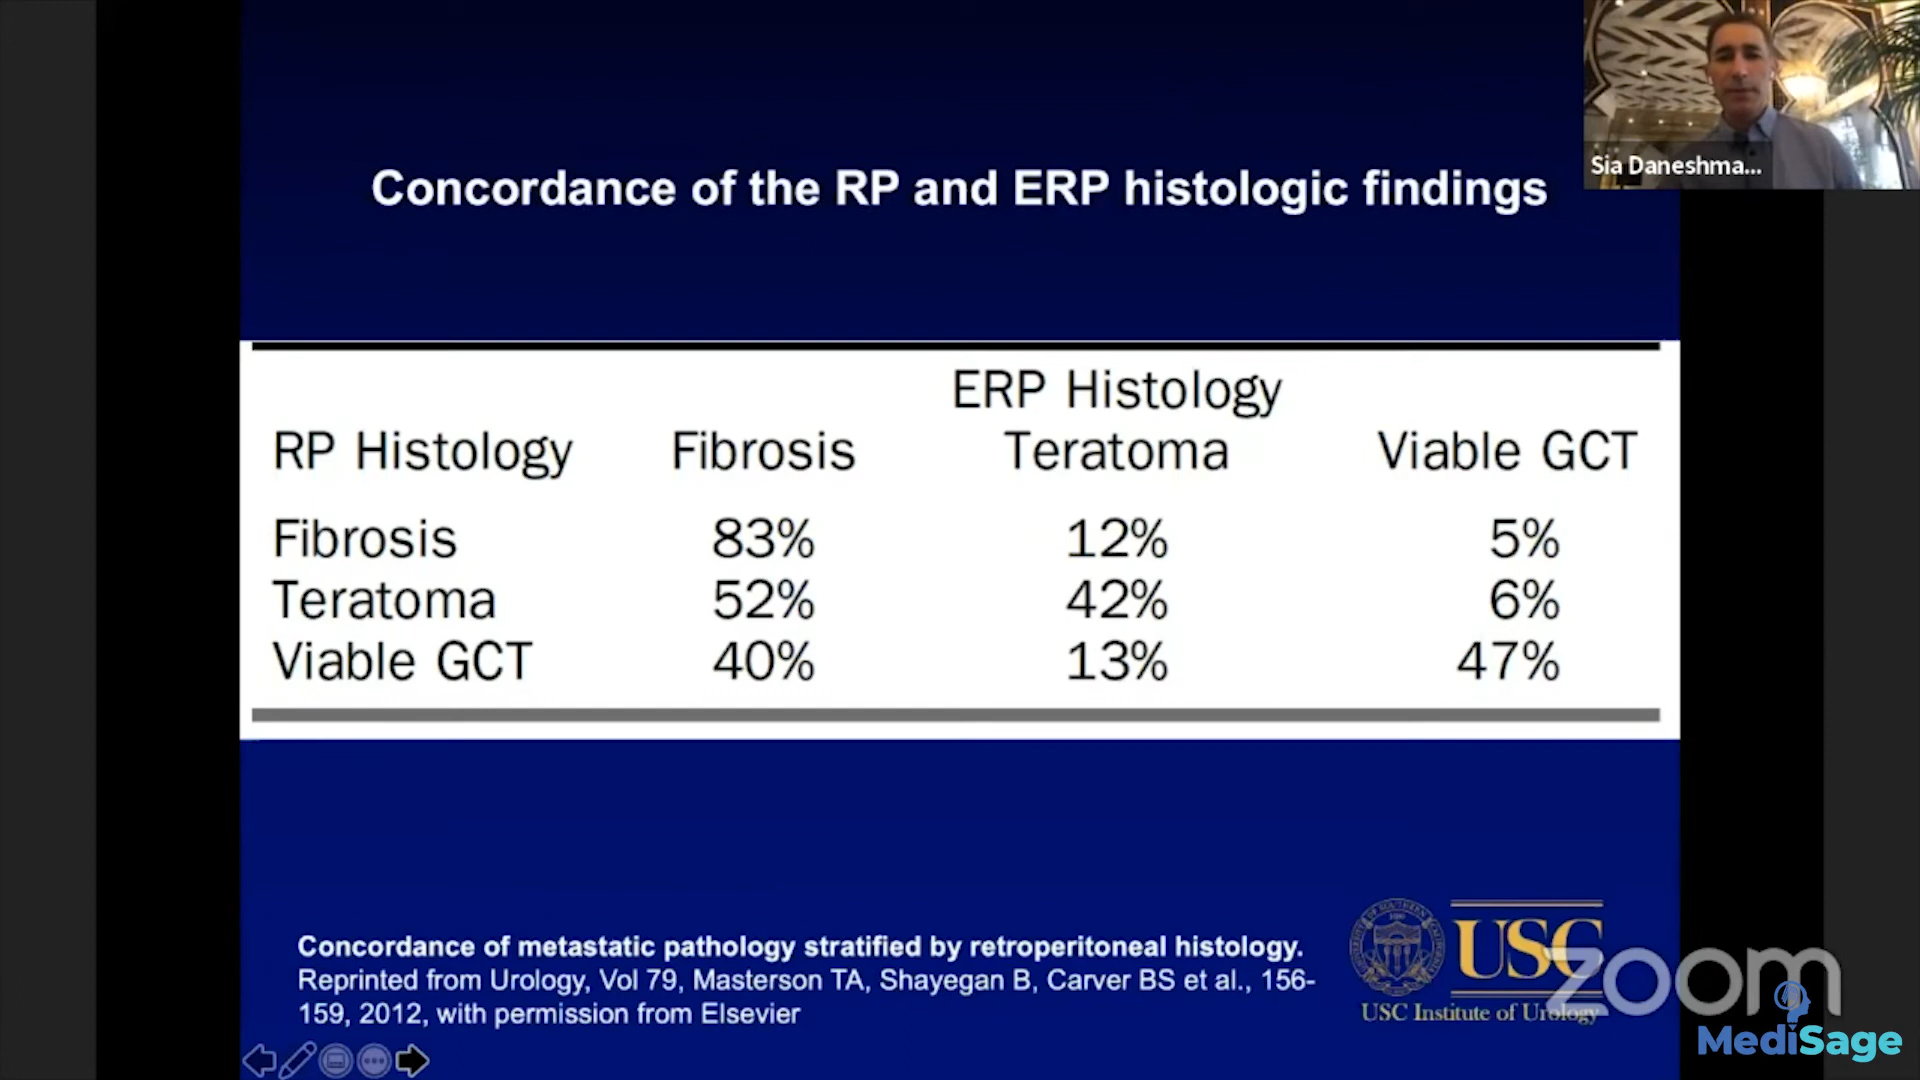 Sia Daneshma...
Concordance of the RP and ERP histologic findings
ERP Histology
RP Histology Fibrosis Teratoma Viable GCT
Fibrosis 83% 12% 5%
Teratoma 52% 42% 6%
Viable GCT 40% 13% 47%
Concordance of metastatic pathology stratified by retroperitoneal histology.
Reprinted from Urology, Vol 79, Masterson TA, Shayegan B, Carver BS et al., 156-
159, 2012, with permission from Elsevier
USC
USC Institute of Urology
zoom
MediSage